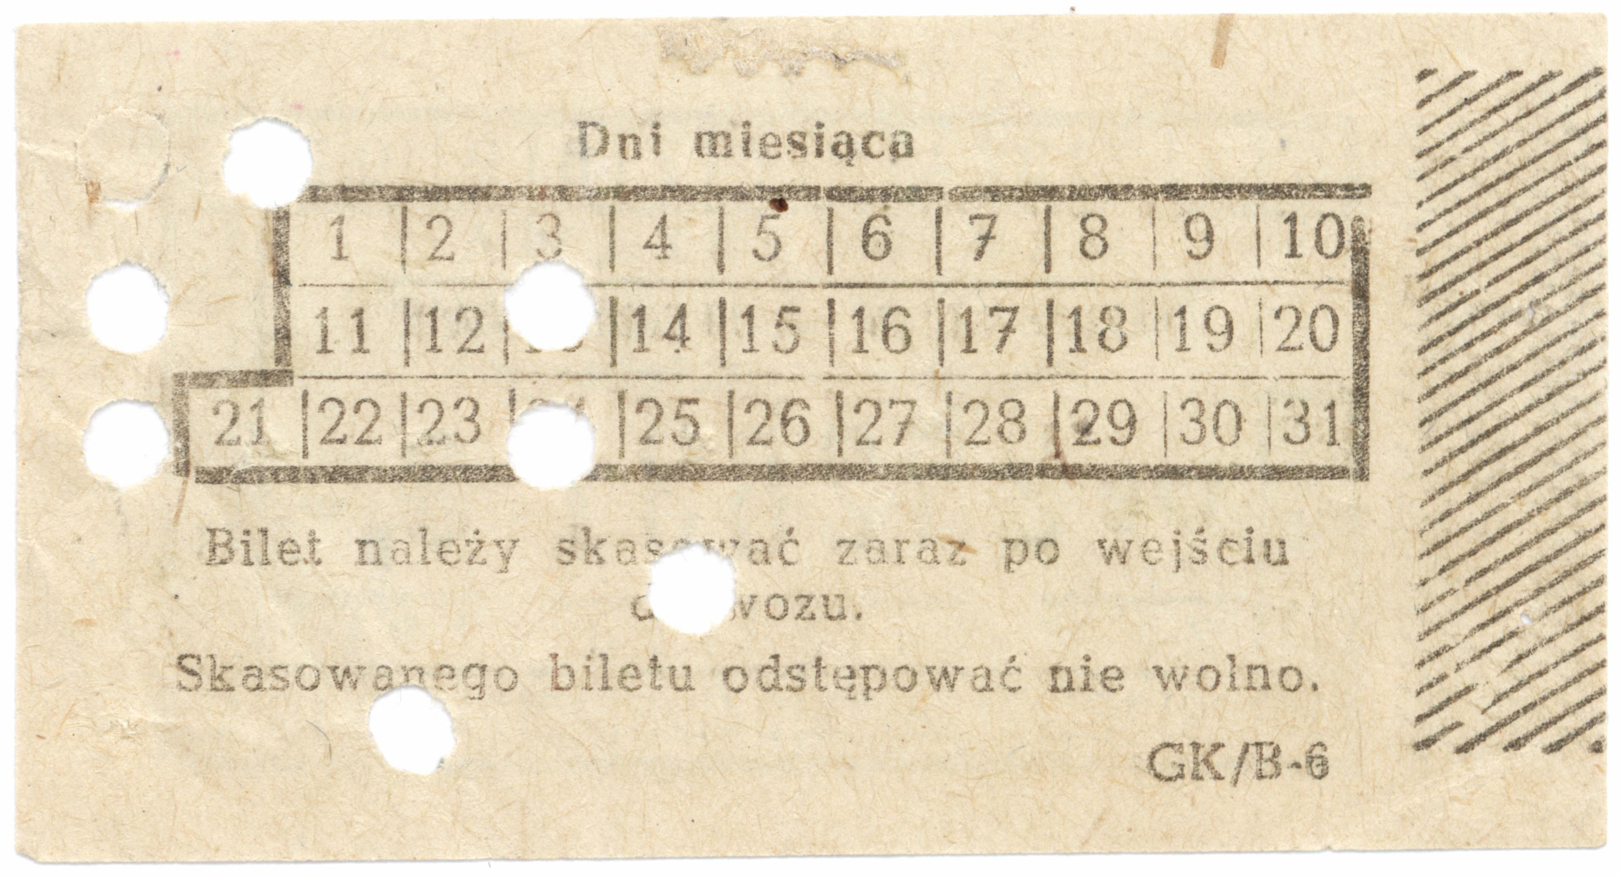 Dni miesiąca
1 2 3 4 5 6 7 8 9 10
11 12 14 15 16 17 18 19 20
21 22 23 25 26 27 28 29 30 31
Bilet należy skasować zaraz po wejściu
wozu.
Skasowanego biletu odstępować nie wolno.
GK/B-6